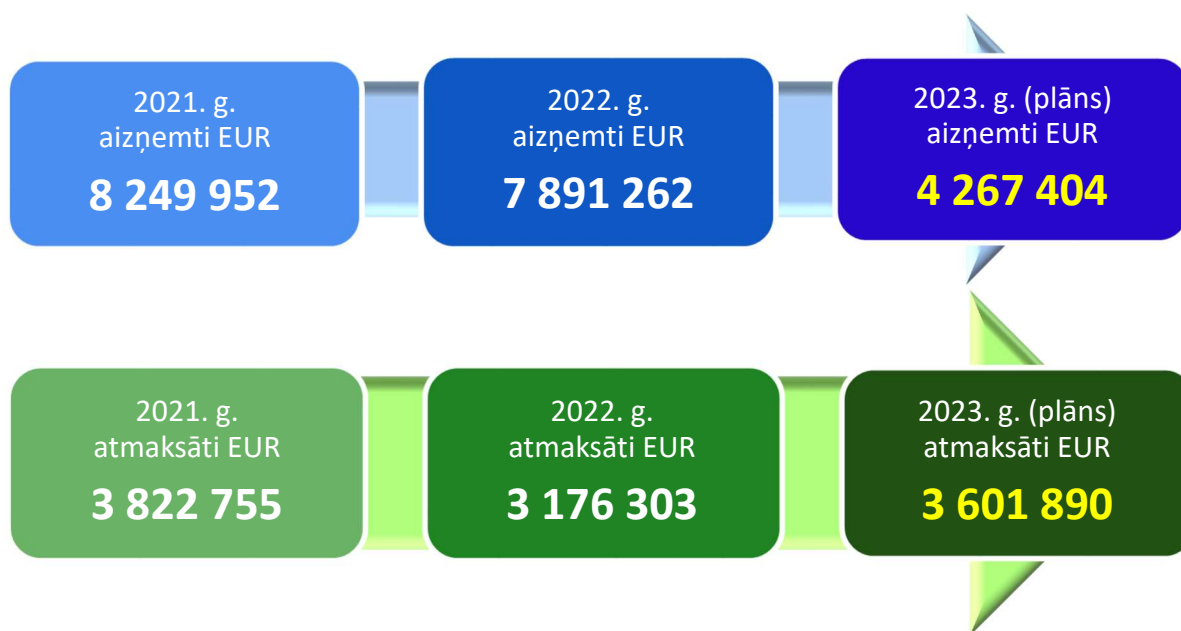 2021. g.
aizņemti EUR
8 249 952
2022. g.
aizņemti EUR
7 891 262
2023. g. (plāns)
aizņemti EUR
4 267 404
2021. g.
atmaksāti EUR
3 822 755
2022. g.
atmaksāti EUR
3 176 303
2023. g. (plāns)
atmaksāti EUR
3 601 890